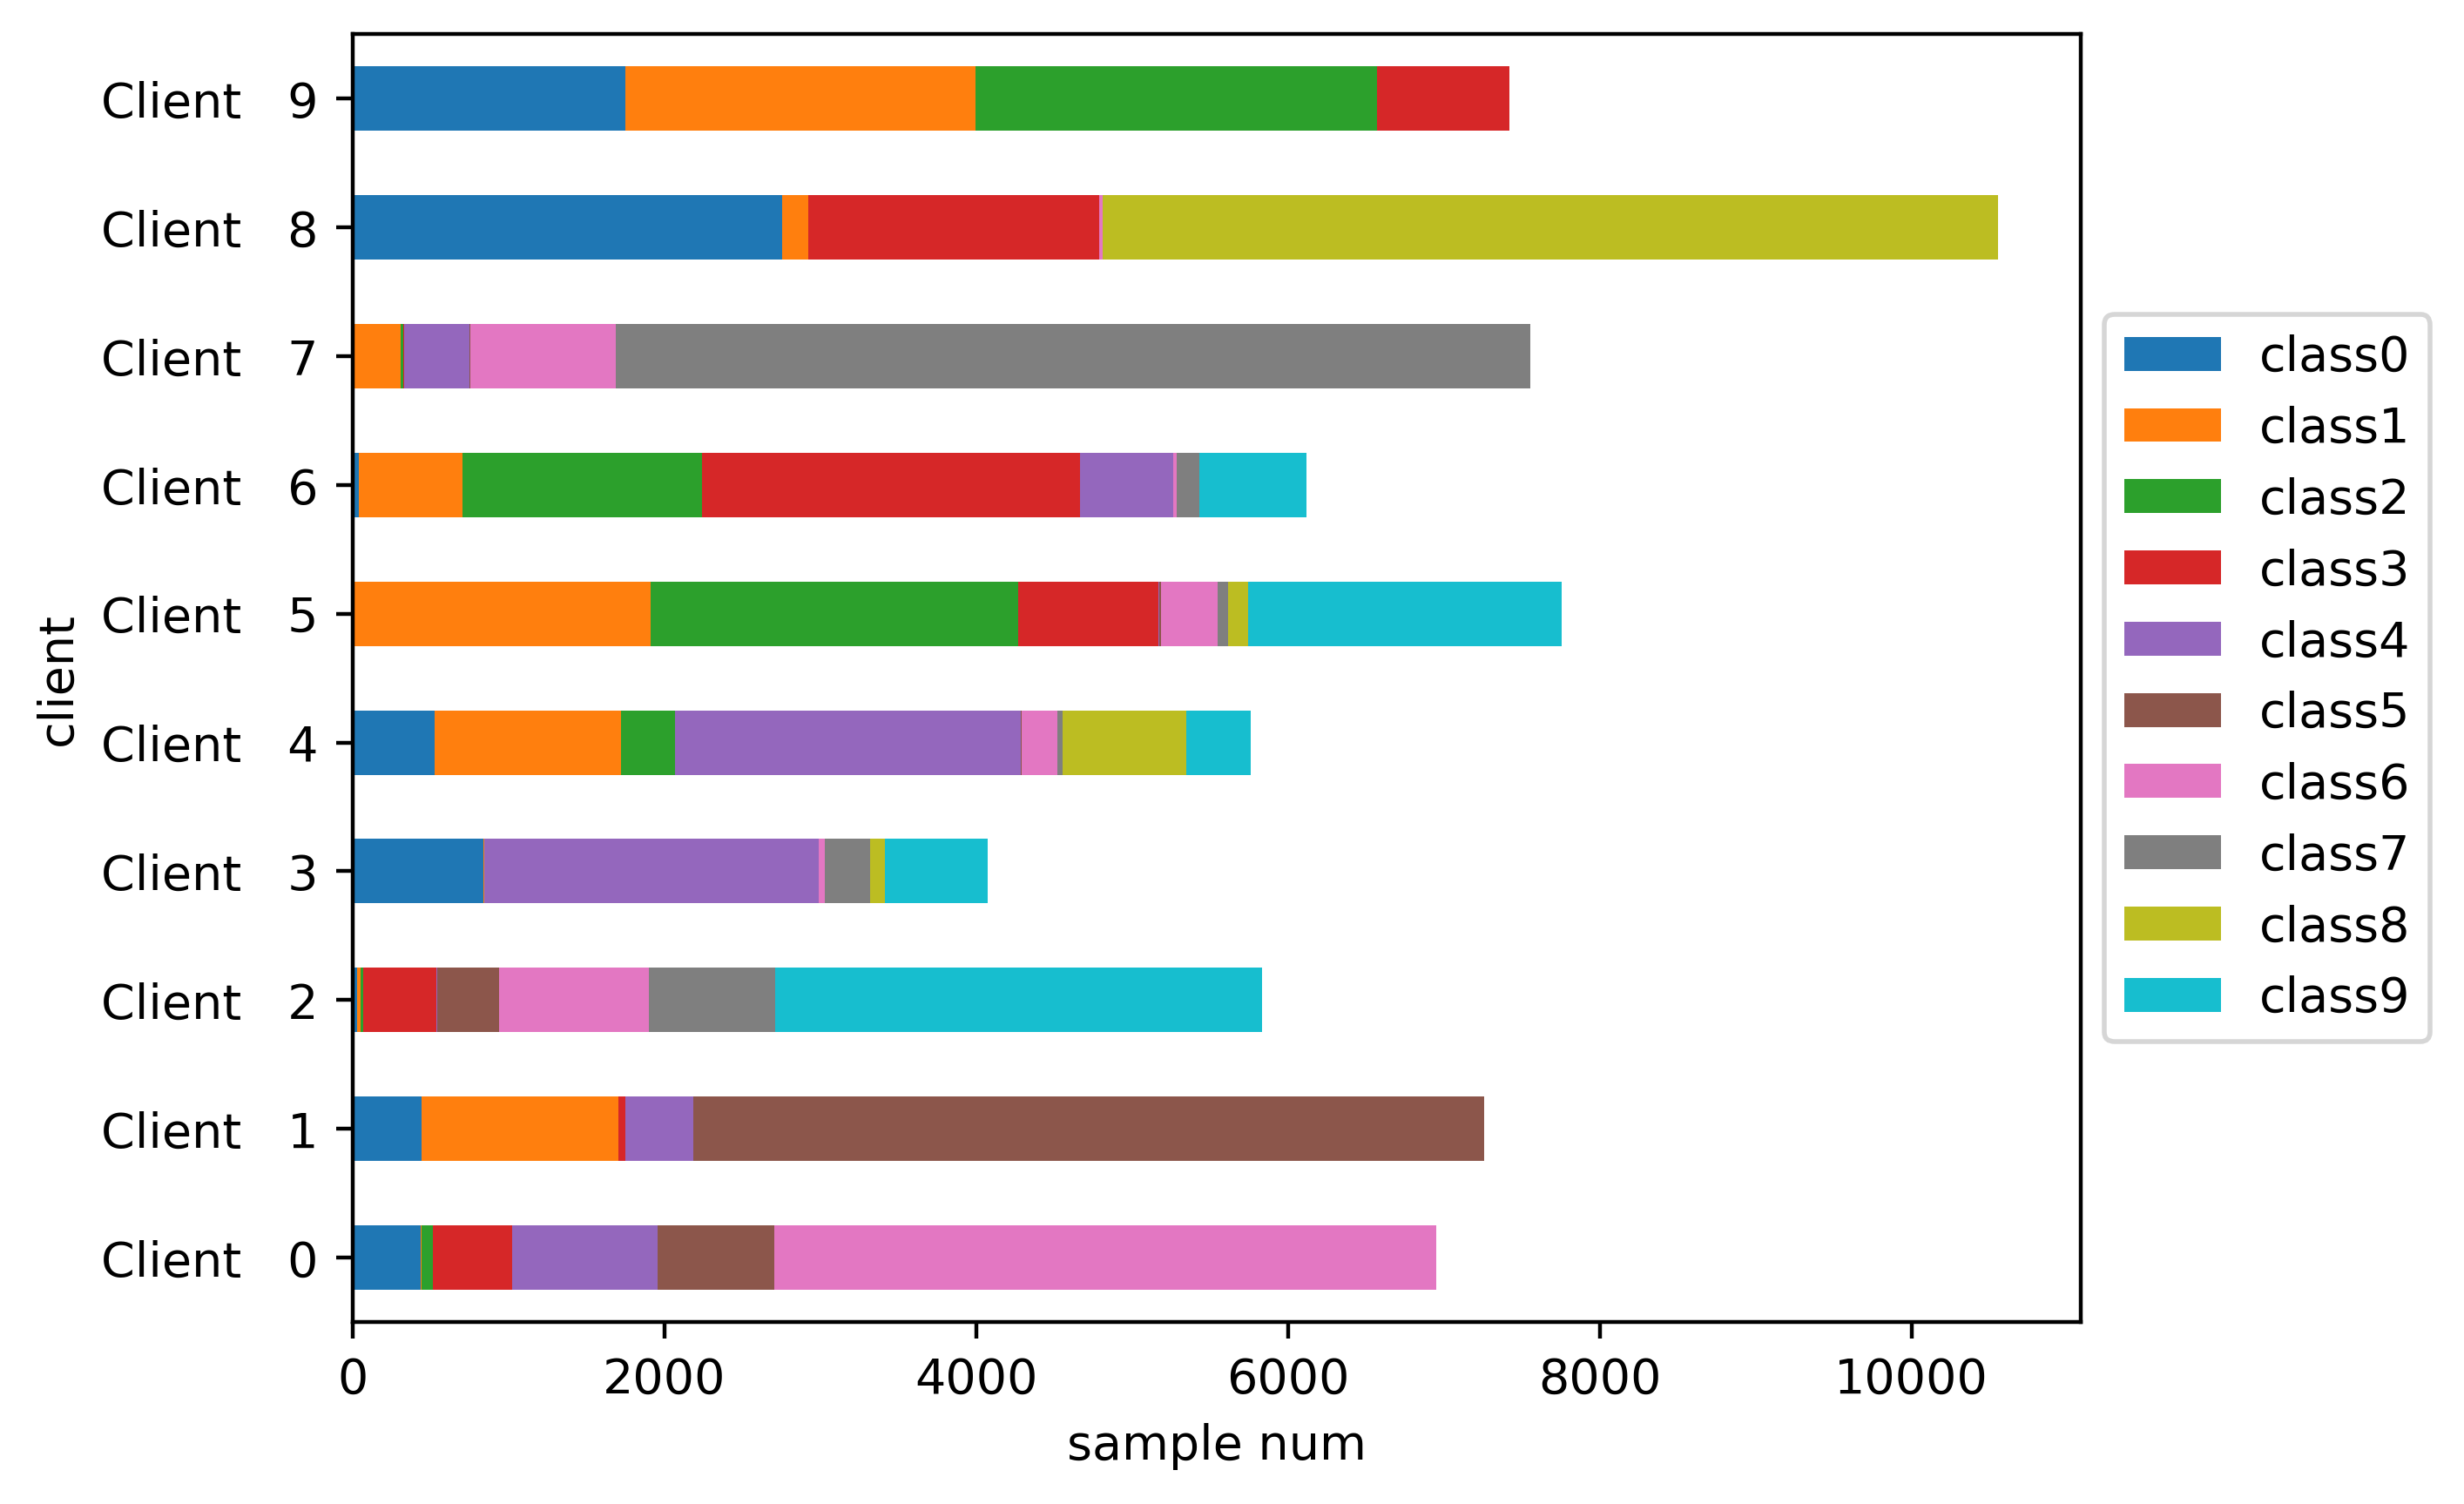 Client 9
Client 8
Client 7
Client 6
Client 5
Client 4
Client 3
Client 2
Client 1
Client 0
client
0 2000 4000 6000 8000 10000
sample num
class0
class1
class2
class3
class4
class5
class6
class7
class8
class9